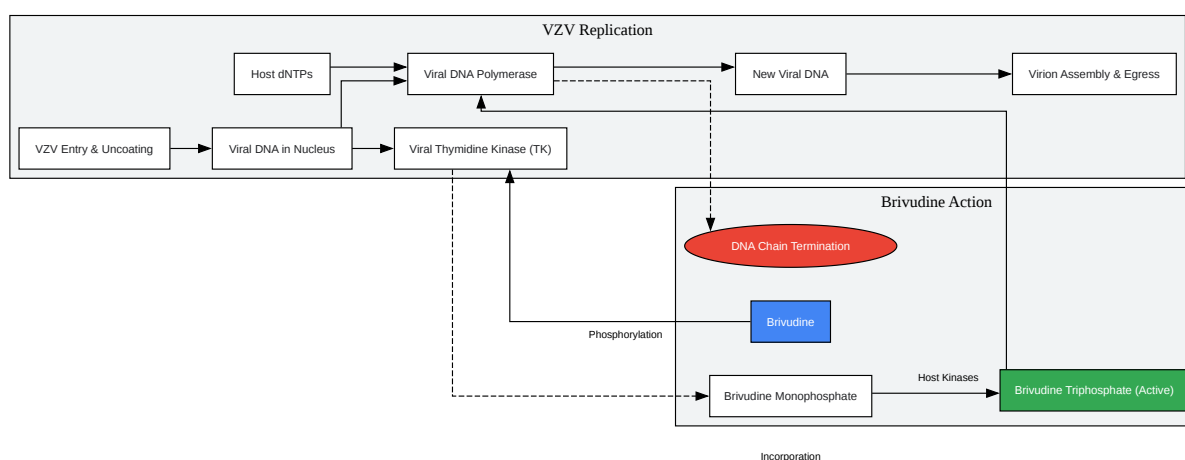 VZV Replication
Host dNTPs
Viral DNA Polymerase
New Viral DNA
Virion Assembly & Egress
VZV Entry & Uncoating
Viral DNA in Nucleus
Viral Thymidine Kinase (TK)
Brivudine Action
DNA Chain Termination
Brivudine
Phosphorylation
Host Kinases
Brivudine Monophosphate
Brivudine Triphosphate (Active)
Incorporation